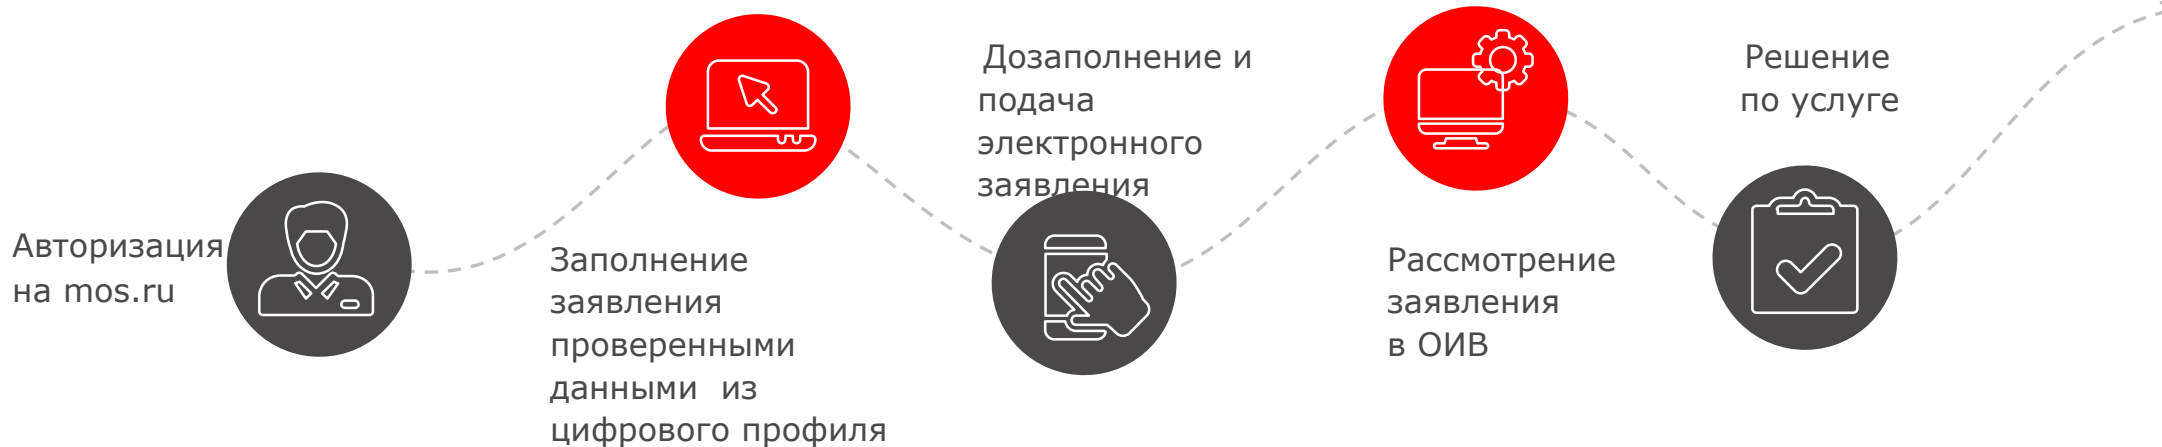 Авторизация
на mos.ru
Заполнение
заявления
проверенными
данными из
цифрового профиля
Дозаполнение и
подача
электронного
заявления
Рассмотрение
заявления
в ОИВ
Решение
по услуге